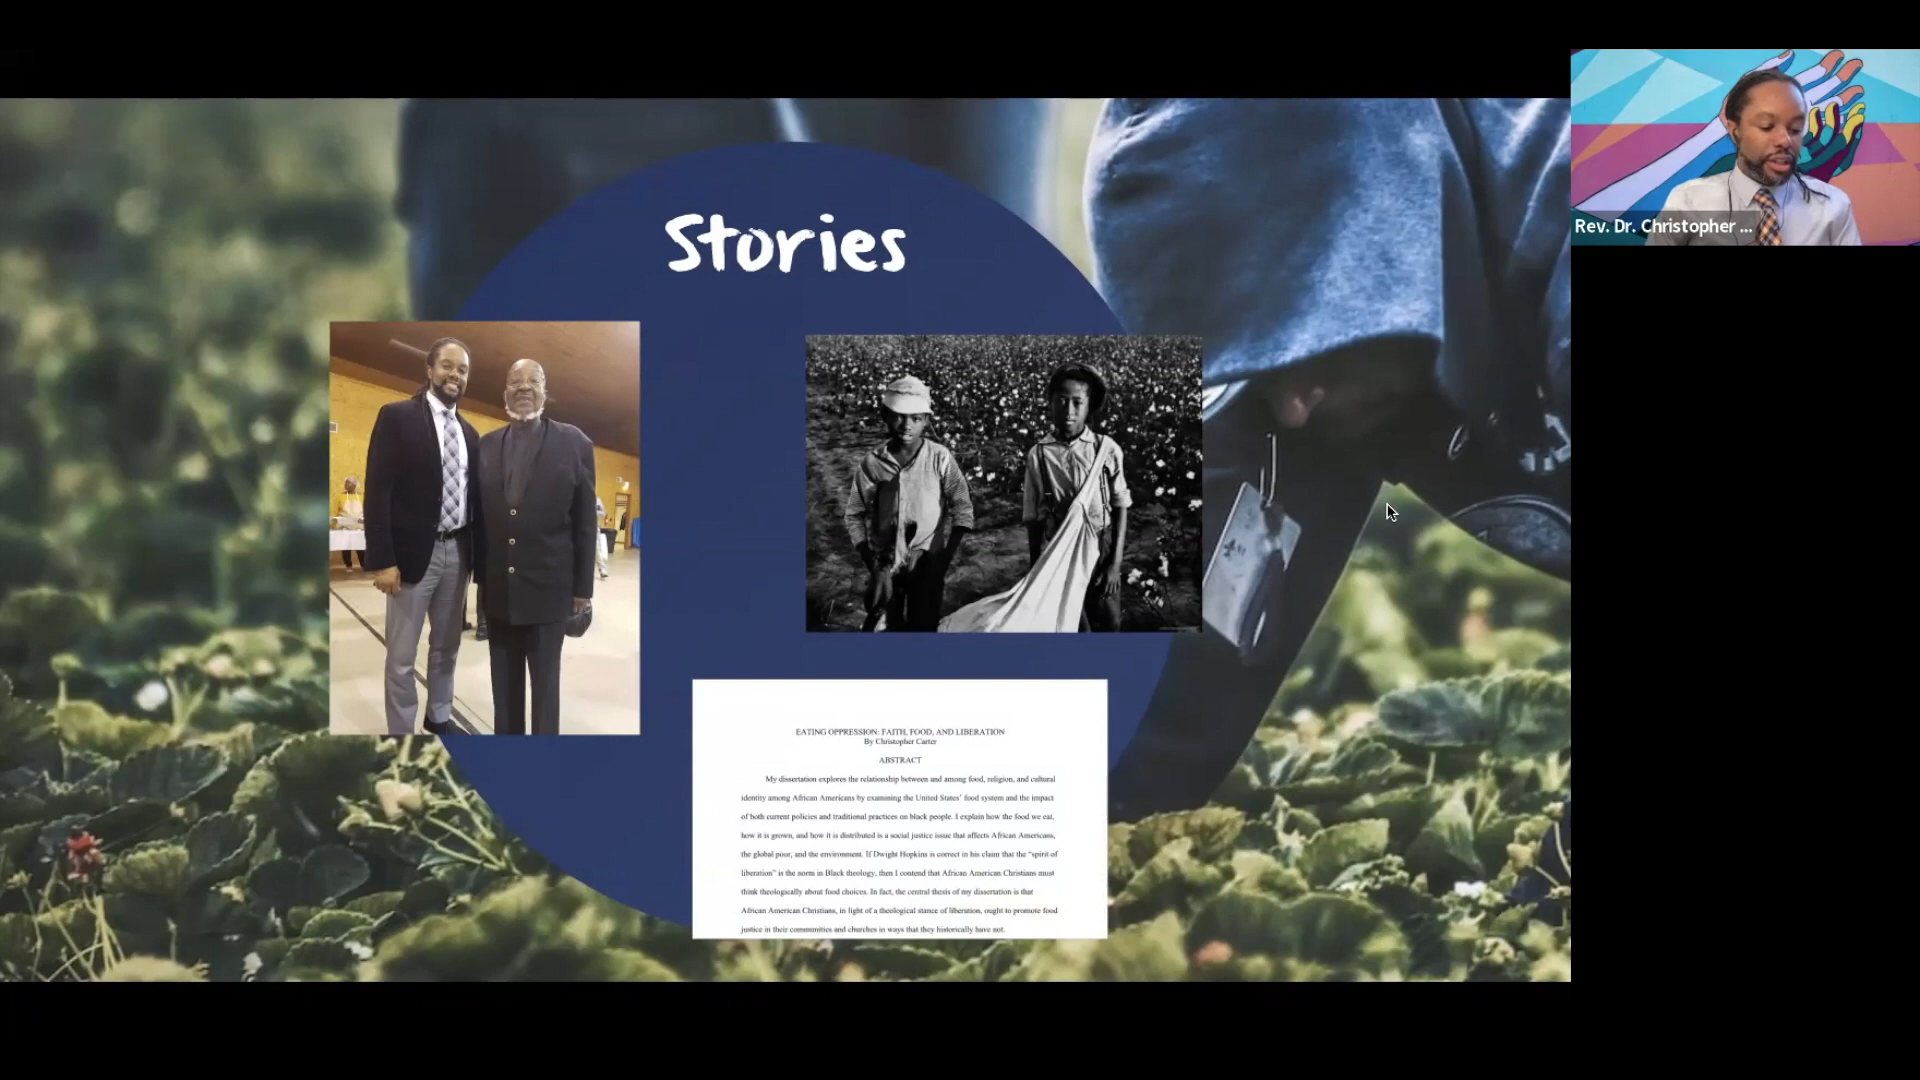 Stories
EATING OPPRESSION: FAITH, FOOD, AND LIBERATION
By Christopher Carter
ABSTRACT
My dissertation explores the relationship between and among food, religion, and cultural
identity among African Americans by examining the United States' food system and the impact
of both current policies and traditional practices on black people. I explain how the food we eat,
how it is grown, and how it is distributed is a social justice issue that affects African Americans,
the global poor, and the environment. If Dwight Hopkins is correct in his claim that the "spirit of
liberation" is the norm in Black theology, then I contend that African American Christians must
think theologically about food choices. In fact, the central thesis of my dissertation is that
African American Christians, in light of a theological stance of liberation, ought to promote food
justice in their communities and churches in ways that they historically have not.
Rev. Dr. Christopher ...